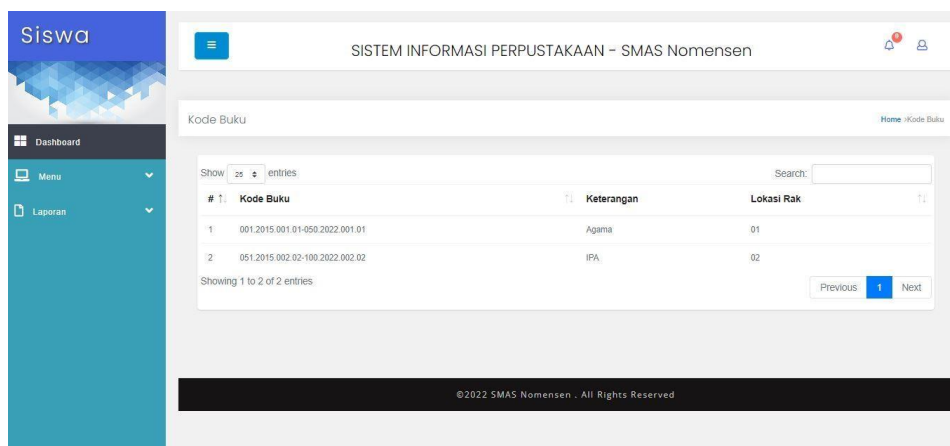 Siswa
SISTEM INFORMASI PERPUSTAKAAN - SMAS Nomensen
Kode Buku
Home >Kode Buku
Dashboard
Menu
Laporan
Show 25 entries
Search:
# Kode Buku Keterangan Lokasi Rak
1 001.2015.001.01-050.2022.001.01 Agama 01
2 051.2015.002.02-100.2022.002.02 IPA 02
Showing 1 to 2 of 2 entries
Previous 1 Next
©2022 SMAS Nomensen . All Rights Reserved